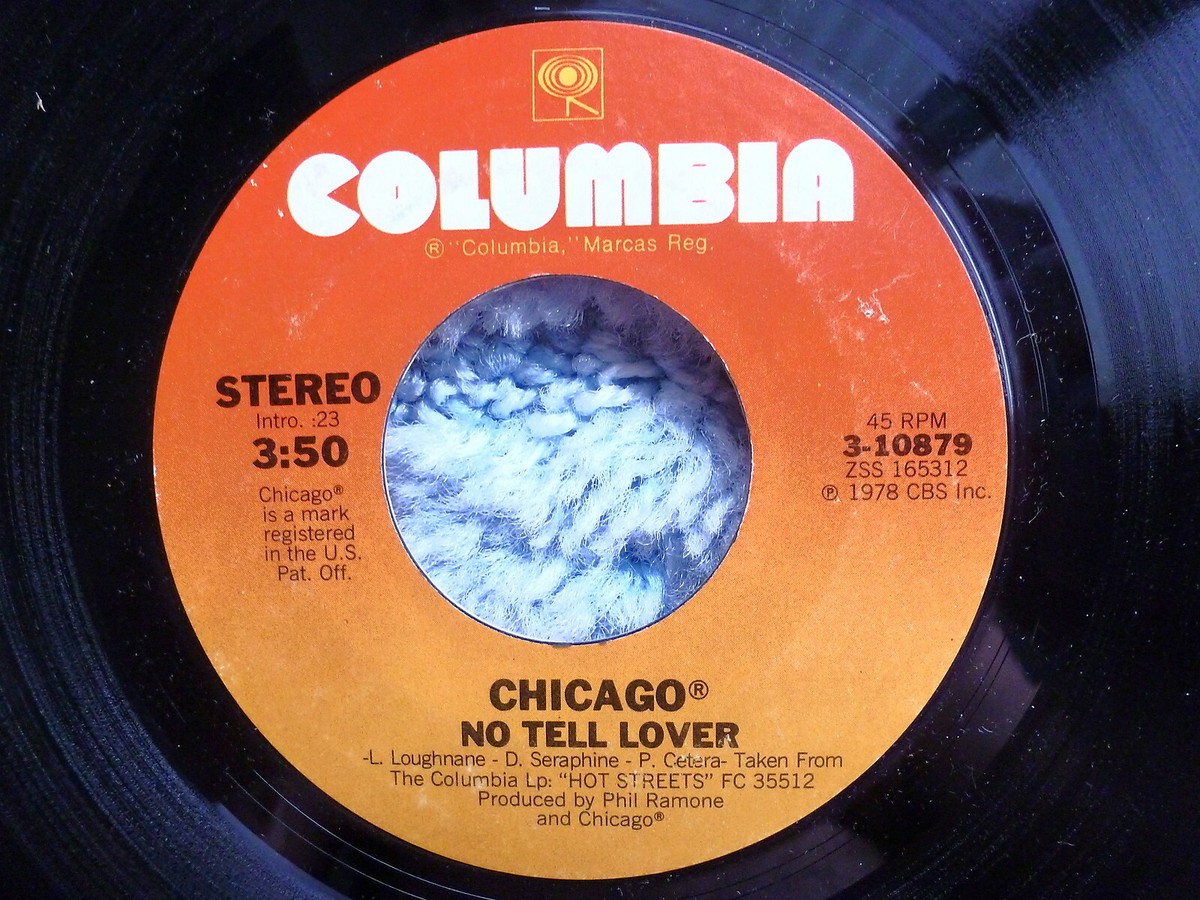 COLUMBIA
® "Columbia," Marcas Reg.
STEREO
Intro. :23
3:50
Chicago®
is a mark
registered
in the U.S.
Pat. Off.
45 RPM
3-10879
ZSS 165312
℗ 1978 CBS Inc.
CHICAGO®
NO TELL LOVER
-L. Loughnane - D. Seraphine - P. Cetera- Taken From
The Columbia Lp: "HOT STREETS" FC 35512
Produced by Phil Ramone
and Chicago®